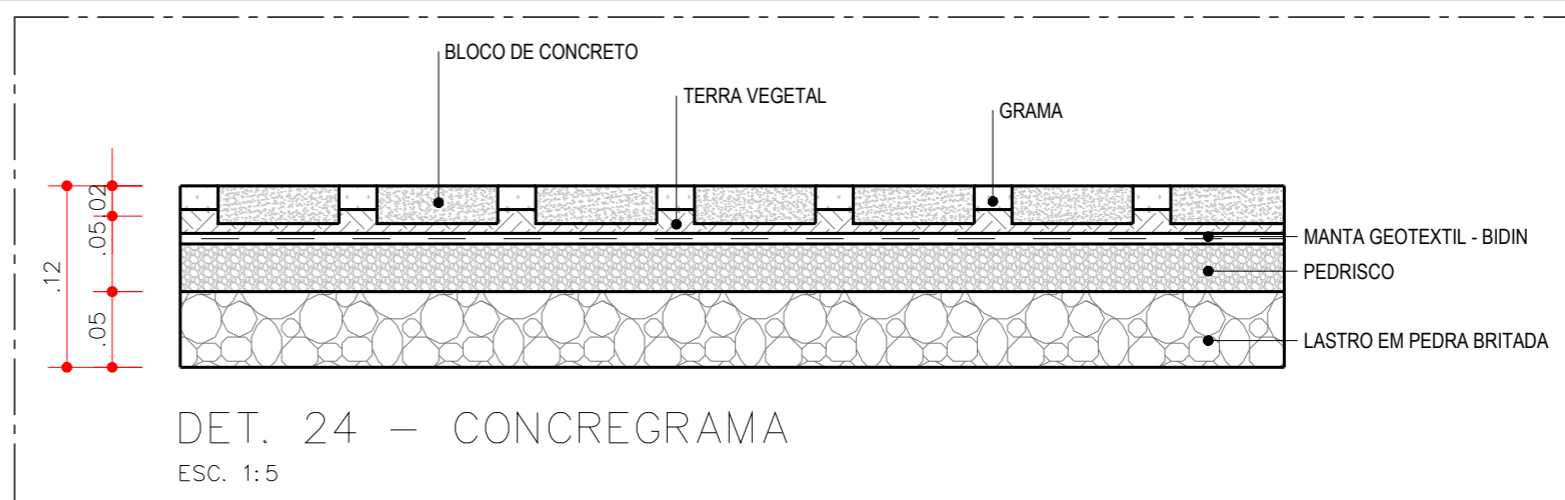 BLOCO DE CONCRETO
TERRA VEGETAL
GRAMA
.02
.05
.12
.05
MANTA GEOTEXTIL - BIDIN
PEDRISCO
LASTRO EM PEDRA BRITADA
DET. 24 - CONCREGRAMA
ESC. 1:5